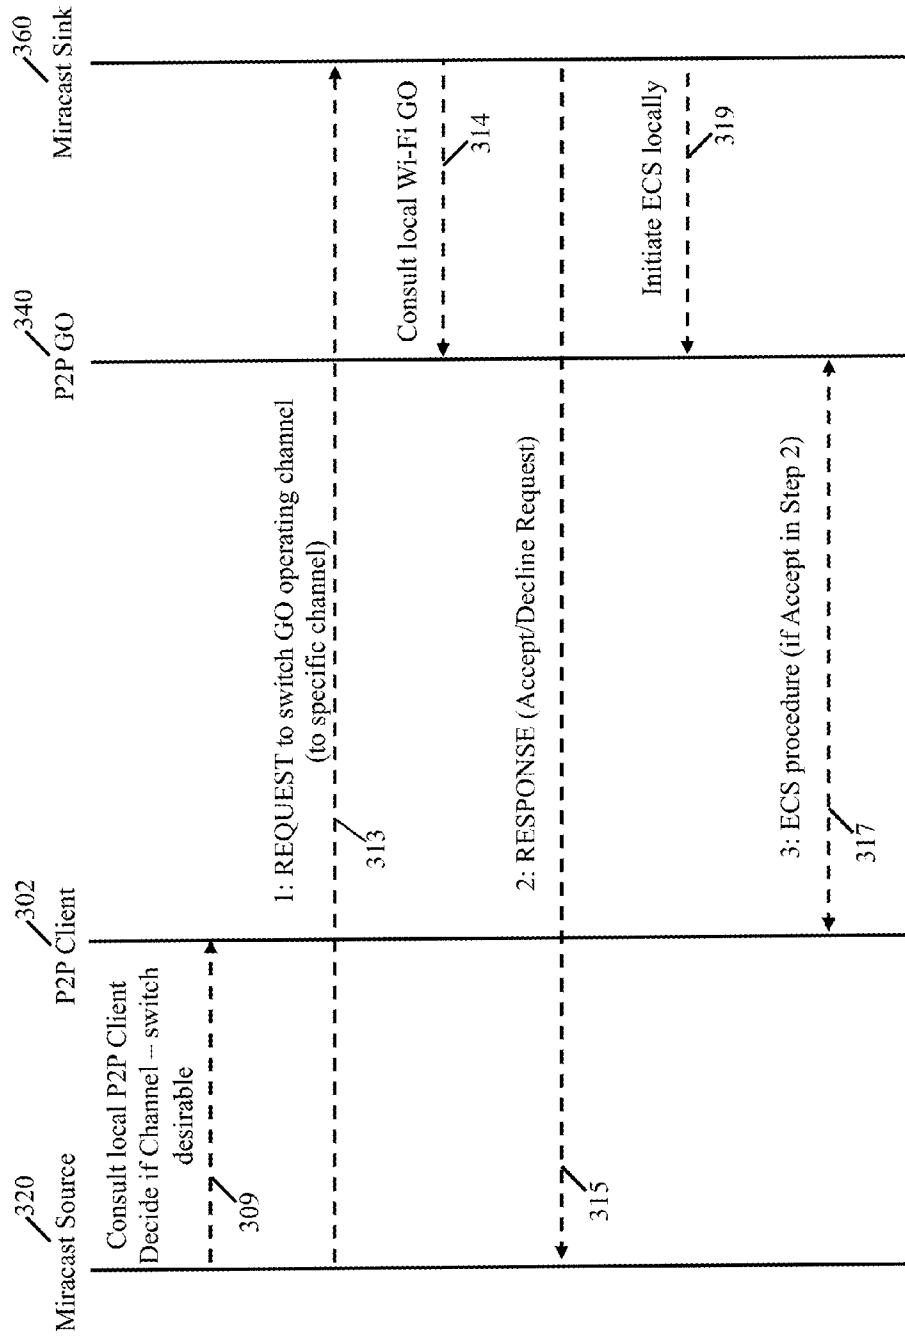 320
Miracast Source
302
P2P Client
340
P2P GO
360
Miracast Sink
Consult local P2P Client
Decide if Channel – switch
desirable
309
1: REQUEST to switch GO operating channel
(to specific channel)
313
Consult local Wi-Fi GO
314
2: RESPONSE (Accept/Decline Request)
315
Initiate ECS locally
319
3: ECS procedure (if Accept in Step 2)
317